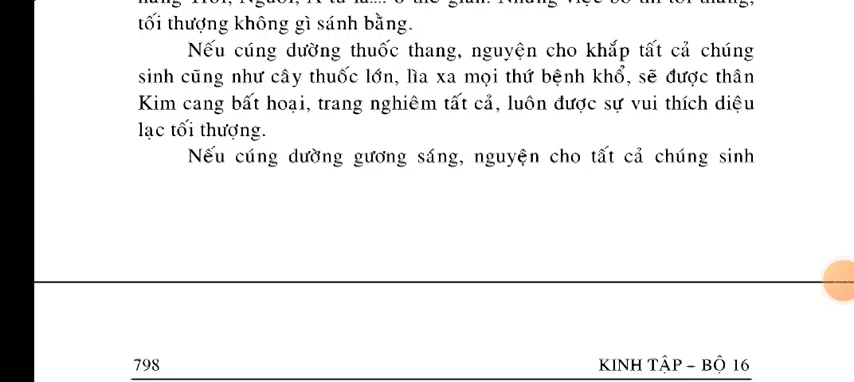 tối thượng không gì sánh bằng.
Nếu cúng dường thuốc thang, nguyện cho khắp tất cả chúng
sinh cũng như cây thuốc lớn, lìa xa mọi thứ bệnh khổ, sẽ được thân
Kim cang bất hoại, trang nghiêm tất cả, luôn được sự vui thích diệu
lạc tối thượng.
Nếu cúng dường gương sáng, nguyện cho tất cả chúng sinh
798
KINH TẬP – BỘ 16